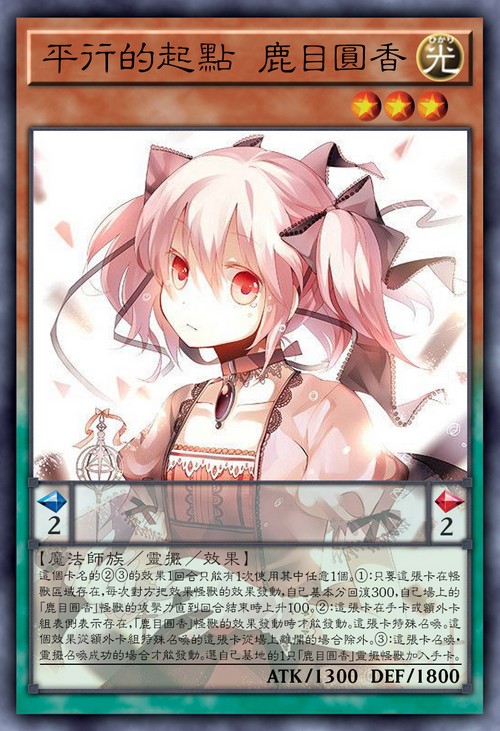 平行的起點 鹿目圓香
ひかり
光
2
2
【魔法師族／靈擺／效果】
這個卡名的②③的效果1回合只能有1次使用其中任意1個。①:只要這張卡在怪
獸區域存在,每次對方把效果怪獸的效果發動,自己基本分回復300,自己場上的
「鹿目圓香」怪獸的攻擊力直到回合結束時上升100。②:這張卡在手卡或額外卡
組表側表示存在,「鹿目圓香」怪獸的效果發動時才能發動。這張卡特殊召喚。這
個效果從額外卡組特殊召喚的這張卡從場上離開的場合除外。③:這張卡召喚・
靈擺召喚成功的場合才能發動。選自己墓地的1只「鹿目圓香」靈擺怪獸加入手卡。
ATK/1300 DEF/1800